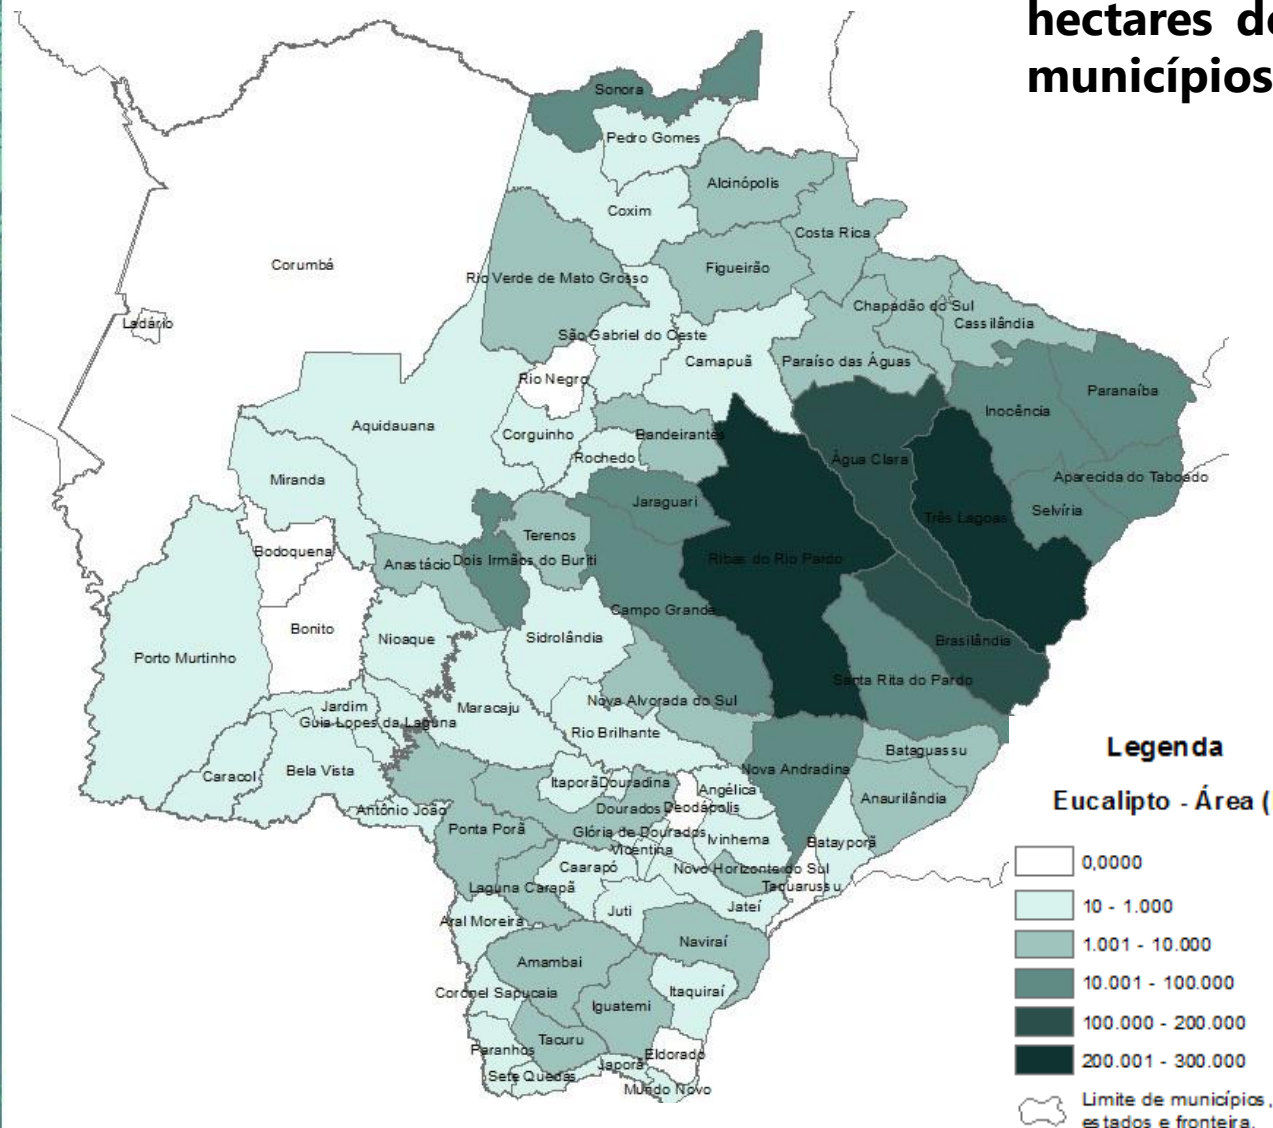 hectares de
municípios
Sonora
Pedro Gomes
Alcinópolis
Coxim
Costa Rica
Corumbá
Figueirão
Rio Verde de Mato Grosso
Chapadão do Sul
Ladário
Cassilândia
São Gabriel do Oeste
Camapuã
Paraíso das Águas
Rio Negro
Paranaíba
Inocência
Aquidauana
Corguinho
Bandeirantes
Rochedo
Água Clara
Miranda
Aparecida do Taboado
Jaraguari
Selvíria
Três Lagoas
Terenos
Bodoquena
Anastácio
Dois Irmãos do Buriti
Ribas do Rio Pardo
Campo Grande
Bonito
Nioaque
Sidrolândia
Brasilândia
Porto Murtinho
Santa Rita do Pardo
Nova Alvorada do Sul
Jardim
Maracaju
Guia Lopes da Laguna
Rio Brilhante
Bataguassu
Caracol
Bela Vista
Nova Andradina
Itaporã
Douradina
Angélica
Anaurilândia
Antônio João
Dourados
Deodápolis
Ponta Porã
Glória de Dourados
Ivinhema
Batayporã
Vicentina
Caarapó
Novo Horizonte do Sul
Laguna Carapã
Taquarussu
Juti
Jateí
Aral Moreira
Naviraí
Amambai
Coronel Sapucaia
Itaquiraí
Iguatemi
Tacuru
Paranhos
Eldorado
Japorã
Sete Quedas
Mundo Novo
Legenda
Eucalipto - Área (
0,0000
10 - 1.000
1.001 - 10.000
10.001 - 100.000
100.000 - 200.000
200.001 - 300.000
Limite de municípios,
estados e fronteira.